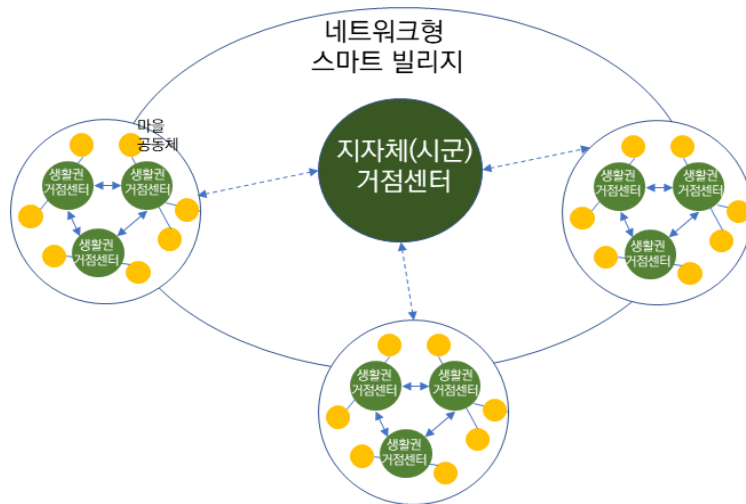 네트워크형
스마트 빌리지
지자체(시군)
거점센터
마을
공동체
생활권
거점센터
생활권
거점센터
생활권
거점센터
생활권
거점센터
생활권
거점센터
생활권
거점센터
생활권
거점센터
생활권
거점센터
생활권
거점센터